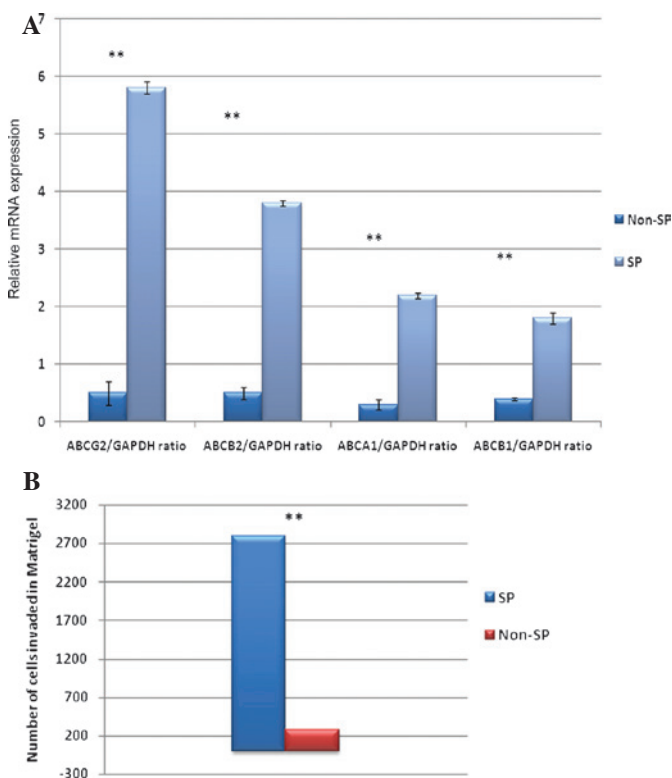 A
7
6
5
4
3
2
1
0
Relative mRNA expression
**
**
**
**
Non-SP
SP
ABCG2/GAPDH ratio
ABCB2/GAPDH ratio
ABCA1/GAPDH ratio
ABCB1/GAPDH ratio
B
3200
2700
2200
1700
1200
700
200
-300
Number of cells invaded in Matrigel
**
SP
Non-SP